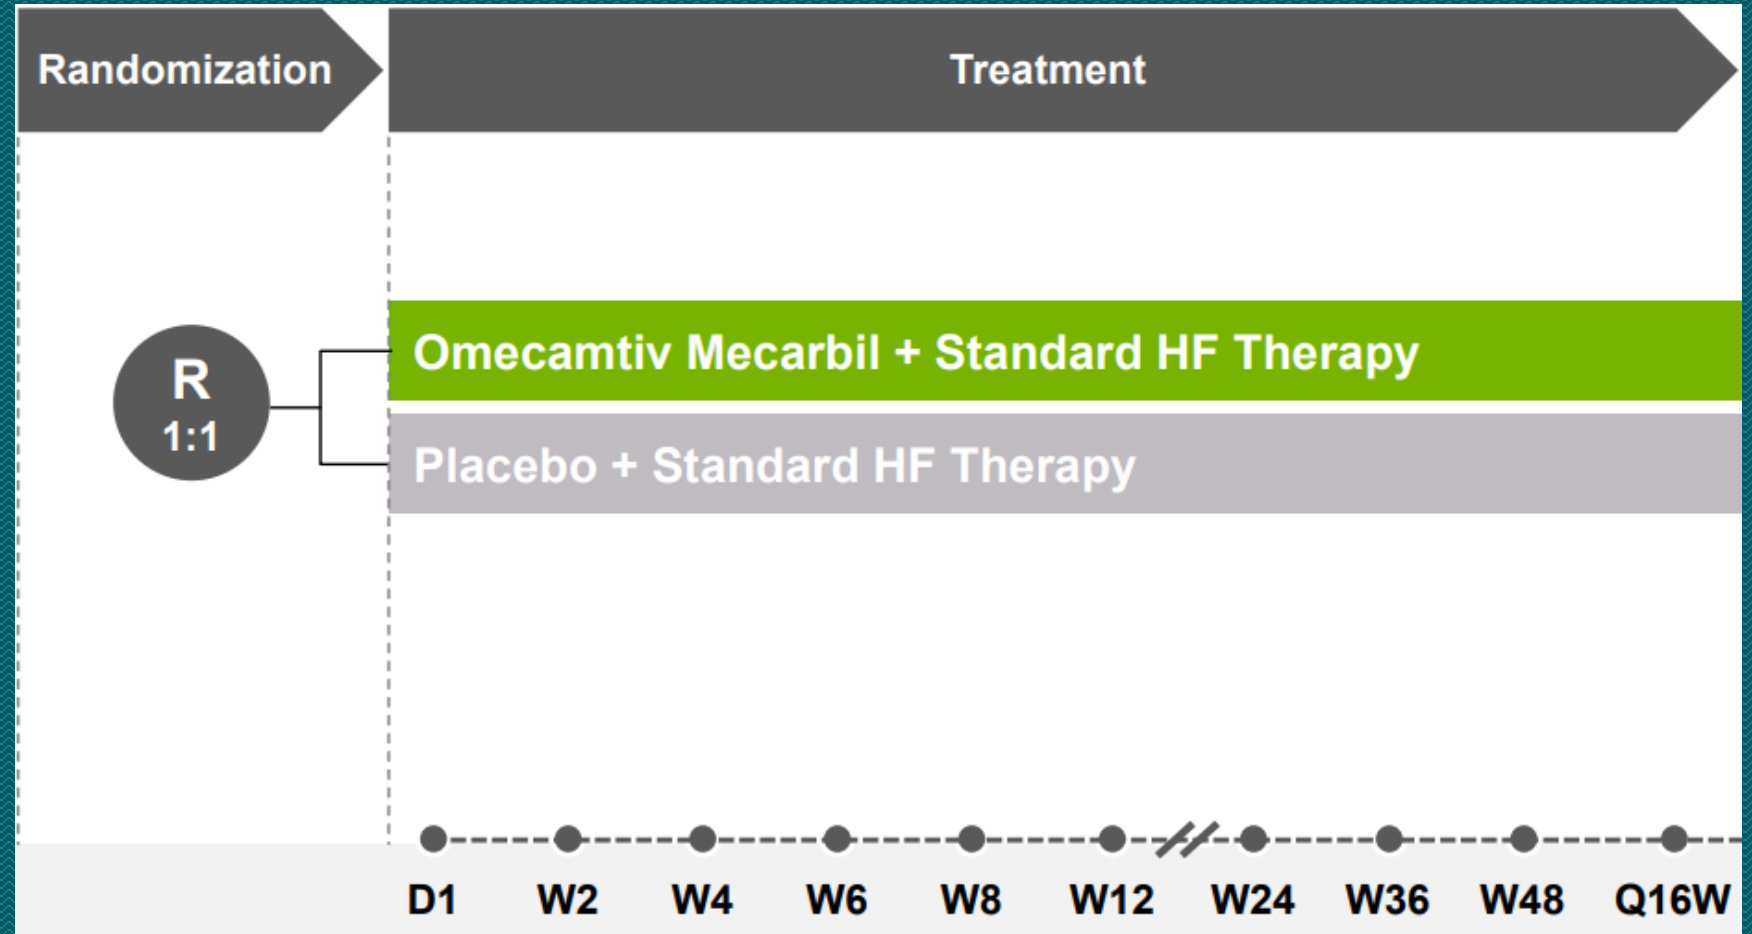 Randomization
Treatment
R
1:1
Omecamtiv Mecarbil + Standard HF Therapy
Placebo + Standard HF Therapy
D1 W2 W4 W6 W8 W12 W24 W36 W48 Q16W